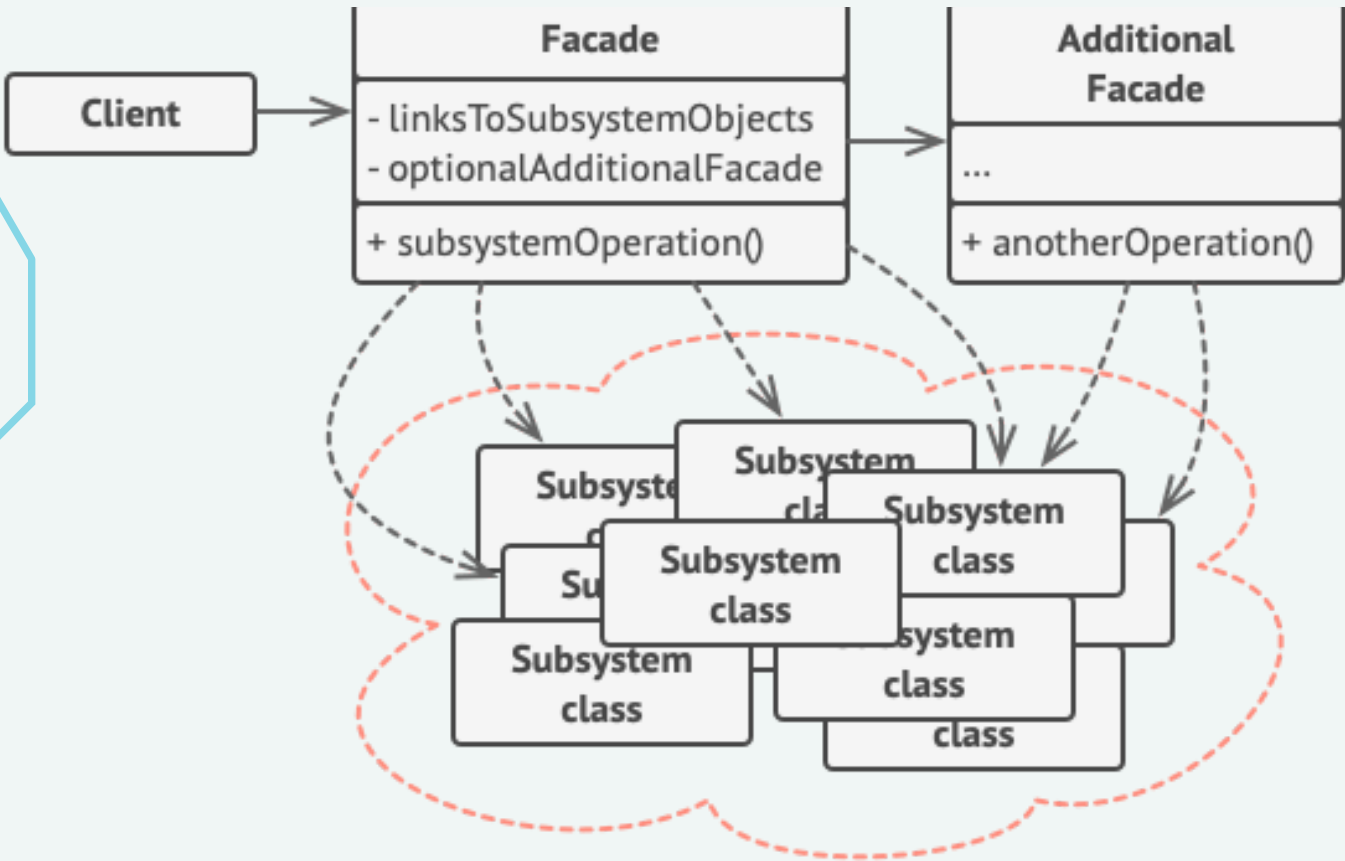 Facade
Additional
Facade
Client
- linksToSubsystemObjects
- optionalAdditionalFacade
...
+ subsystemOperation()
+ anotherOperation()
Subsystem
Subsystem
class
Subsystem
class
Subsystem
class
class
class